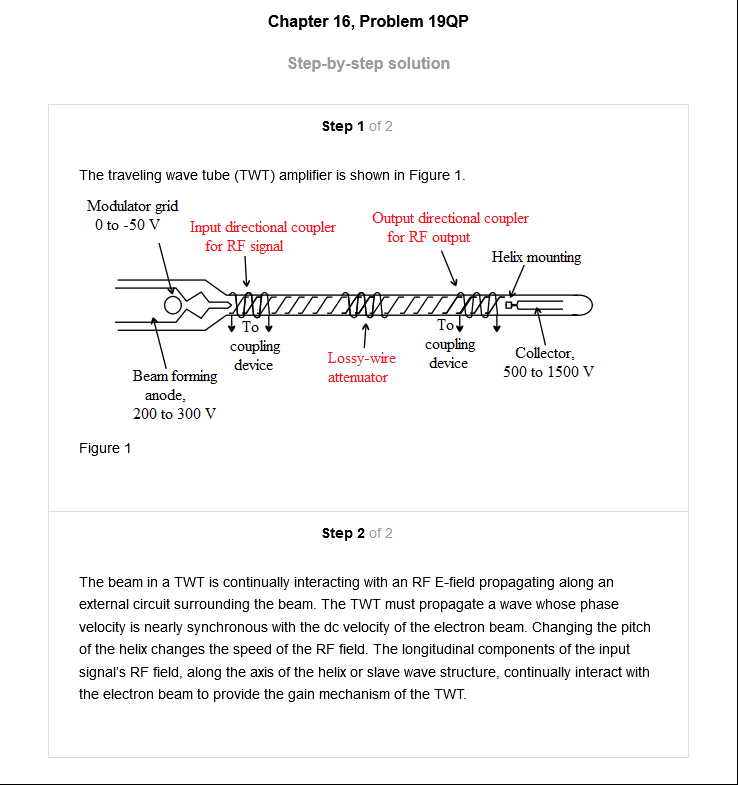 Chapter 16, Problem 19QP
Step-by-step solution
Step 1 of 2
The traveling wave tube (TWT) amplifier is shown in Figure 1.
Modulator grid
0 to -50 V
Input directional coupler
for RF signal
Output directional coupler
for RF output
Helix mounting
To
coupling
device
Lossy-wire
attenuator
To
coupling
device
Collector,
500 to 1500 V
Beam forming
anode,
200 to 300 V
Figure 1
Step 2 of 2
The beam in a TWT is continually interacting with an RF E-field propagating along an
external circuit surrounding the beam. The TWT must propagate a wave whose phase
velocity is nearly synchronous with the dc velocity of the electron beam. Changing the pitch
of the helix changes the speed of the RF field. The longitudinal components of the input
signal's RF field, along the axis of the helix or slave wave structure, continually interact with
the electron beam to provide the gain mechanism of the TWT.